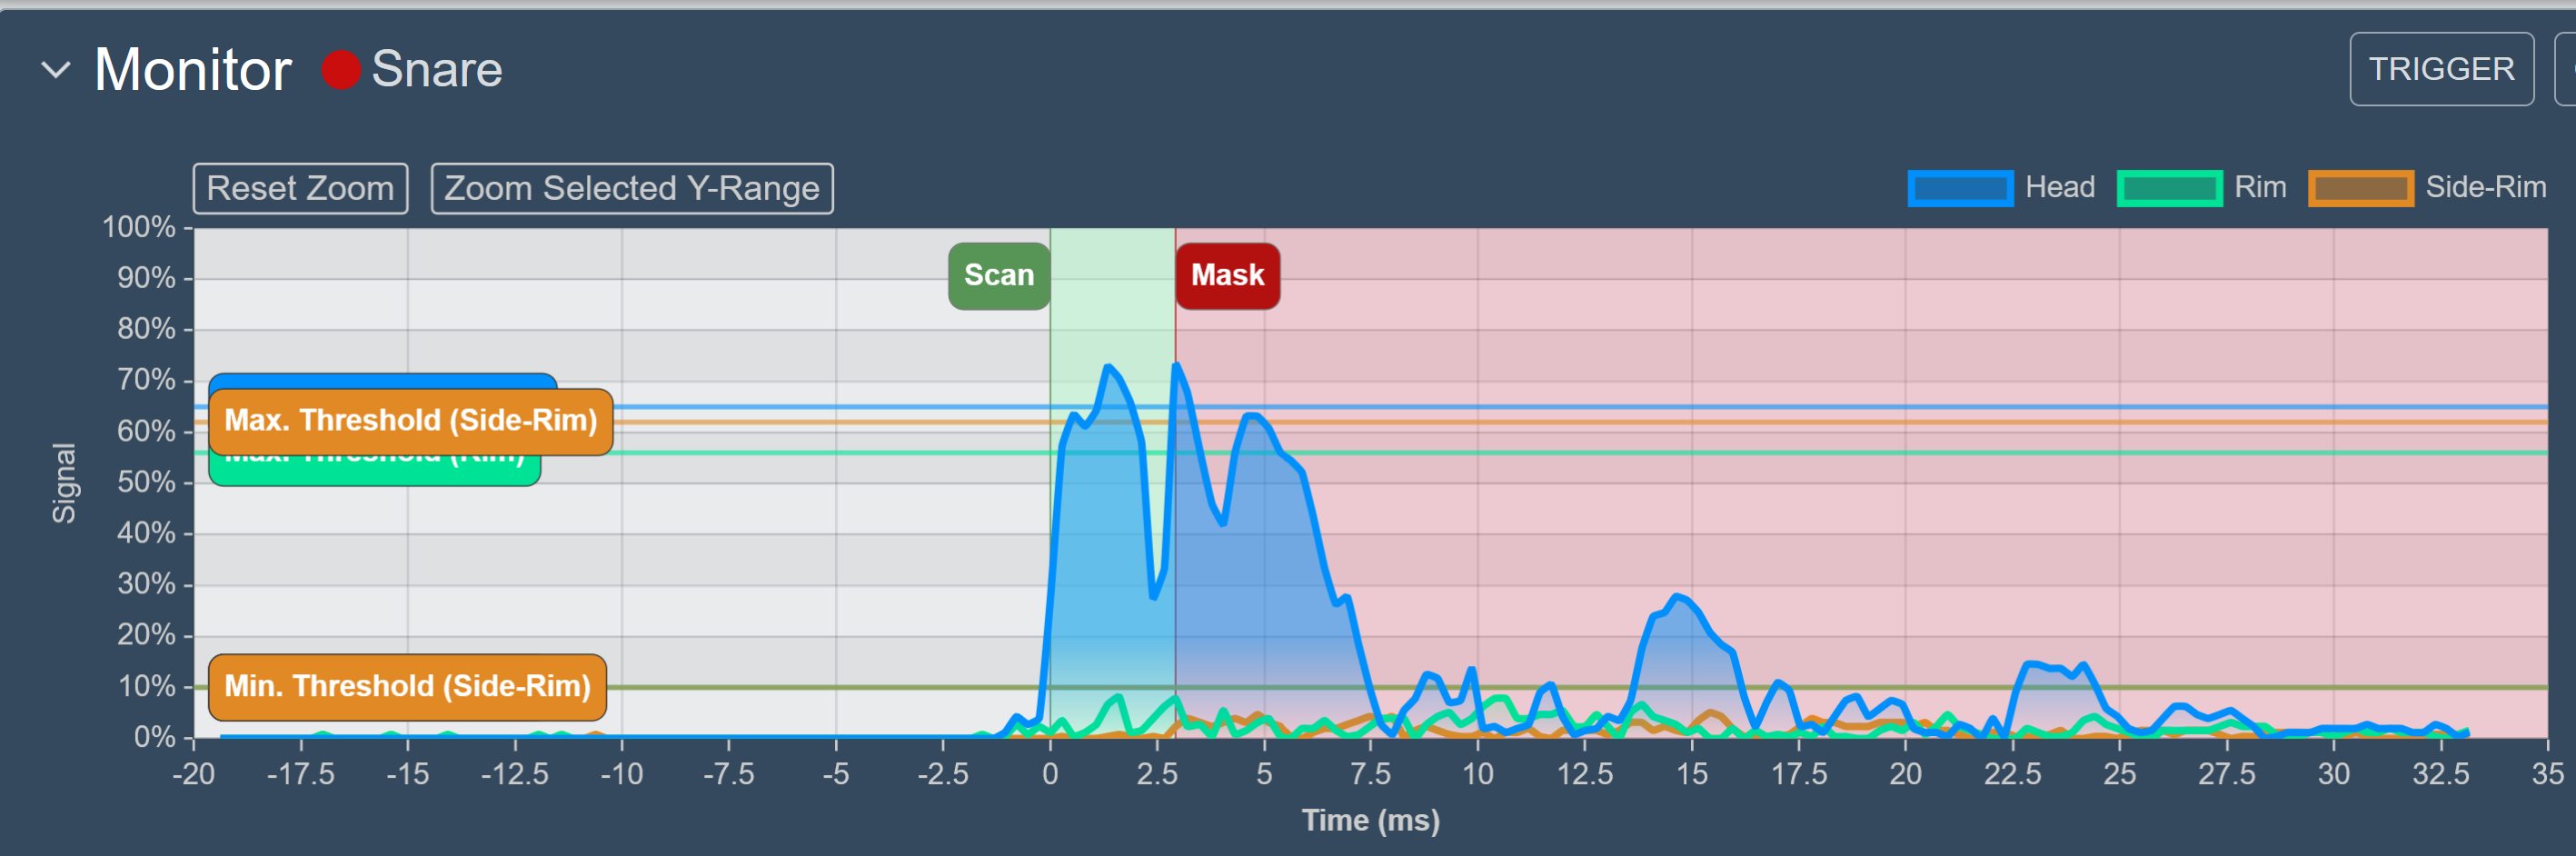 Monitor Snare
TRIGGER
Reset Zoom Zoom Selected Y-Range
Head Rim Side-Rim
100%
90%
80%
70%
60%
50%
40%
30%
20%
10%
0%
Signal
Scan
Mask
Max. Threshold (Side-Rim)
Max. Threshold (Rim)
Min. Threshold (Side-Rim)
-20 -17.5 -15 -12.5 -10 -7.5 -5 -2.5 0 2.5 5 7.5 10 12.5 15 17.5 20 22.5 25 27.5 30 32.5 35
Time (ms)